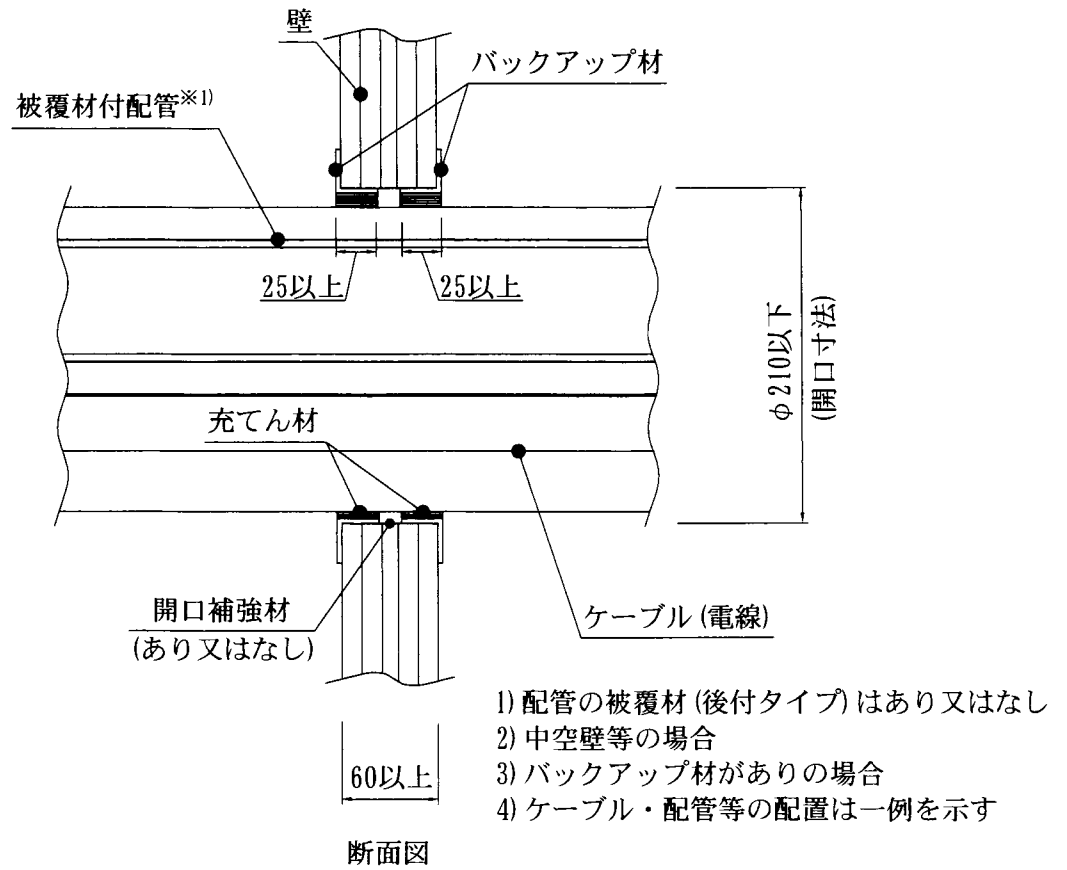 壁
バックアップ材
被覆材付配管※1)
25以上
25以上
φ210以下
(開口寸法)
充てん材
開口補強材
(あり又はなし)
ケーブル(電線)
1)配管の被覆材(後付タイプ)はあり又はなし
2)中空壁等の場合
3)バックアップ材がありの場合
4)ケーブル・配管等の配置は一例を示す
60以上
断面図